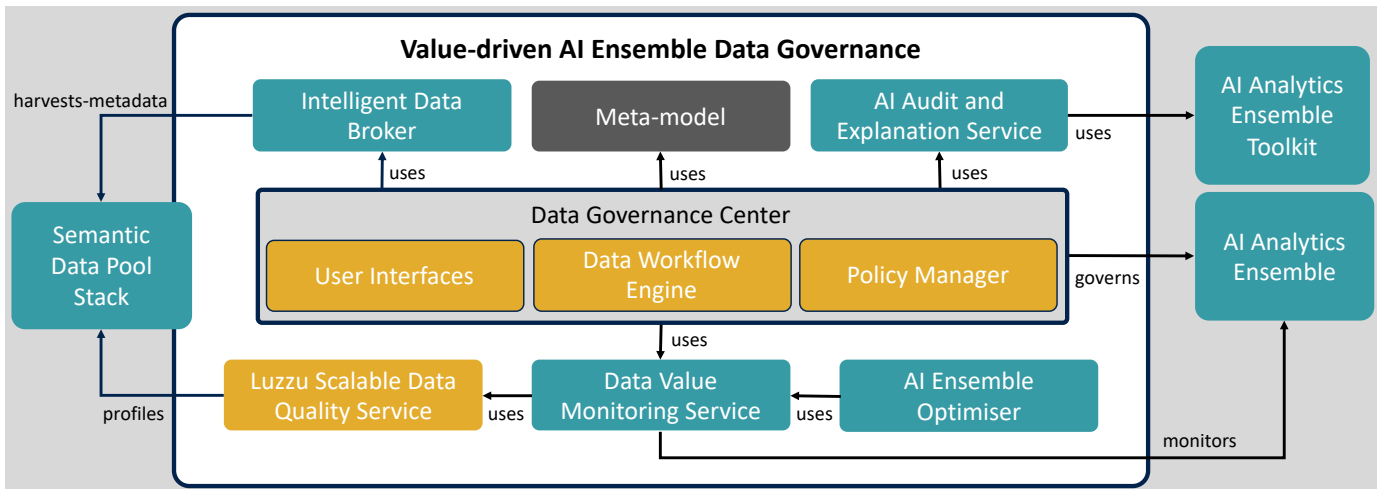 Value-driven AI Ensemble Data Governance
harvests-metadata
Intelligent Data
Broker
Meta-model
AI Audit and
Explanation Service
uses
AI Analytics
Ensemble
Toolkit
uses
uses
uses
Semantic
Data Pool
Stack
Data Governance Center
User Interfaces
Data Workflow
Engine
Policy Manager
governs
AI Analytics
Ensemble
uses
profiles
Luzzu Scalable Data
Quality Service
uses
Data Value
Monitoring Service
uses
AI Ensemble
Optimiser
monitors